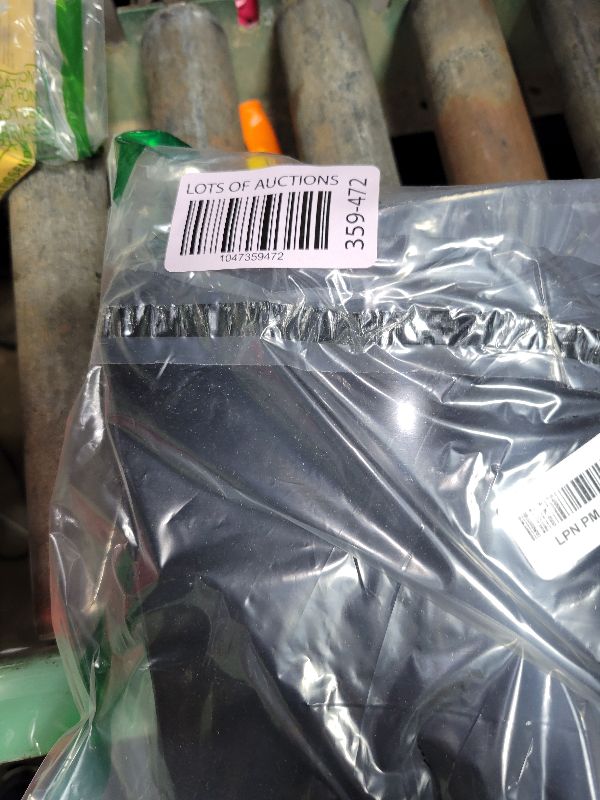 LOTS OF AUCTIONS
1047359472
359-472
LPN PM